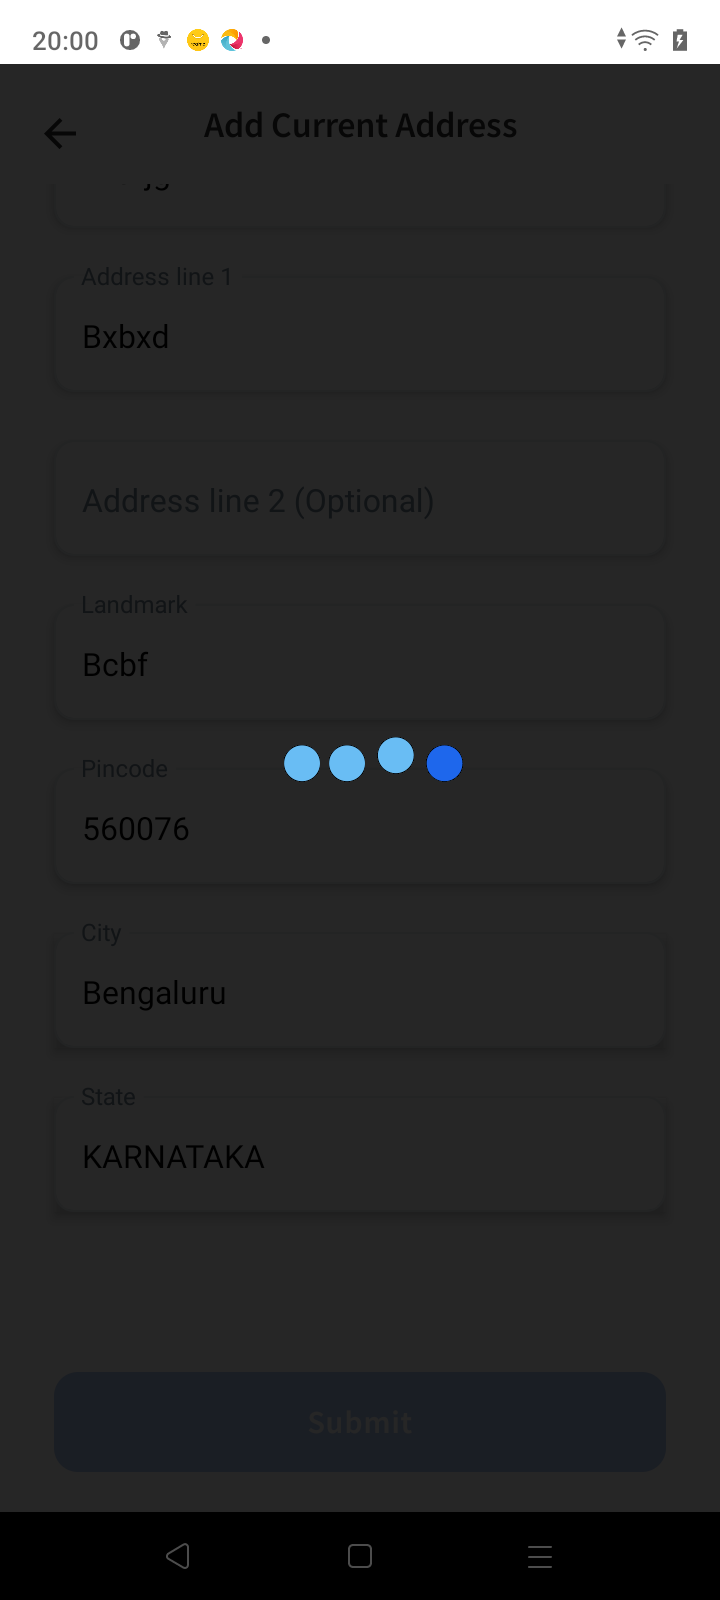 20:00
Add Current Address
Address line 1
Bxbxd
Address line 2 (Optional)
Landmark
Bcbf
Pincode
560076
City
Bengaluru
State
KARNATAKA
Submit